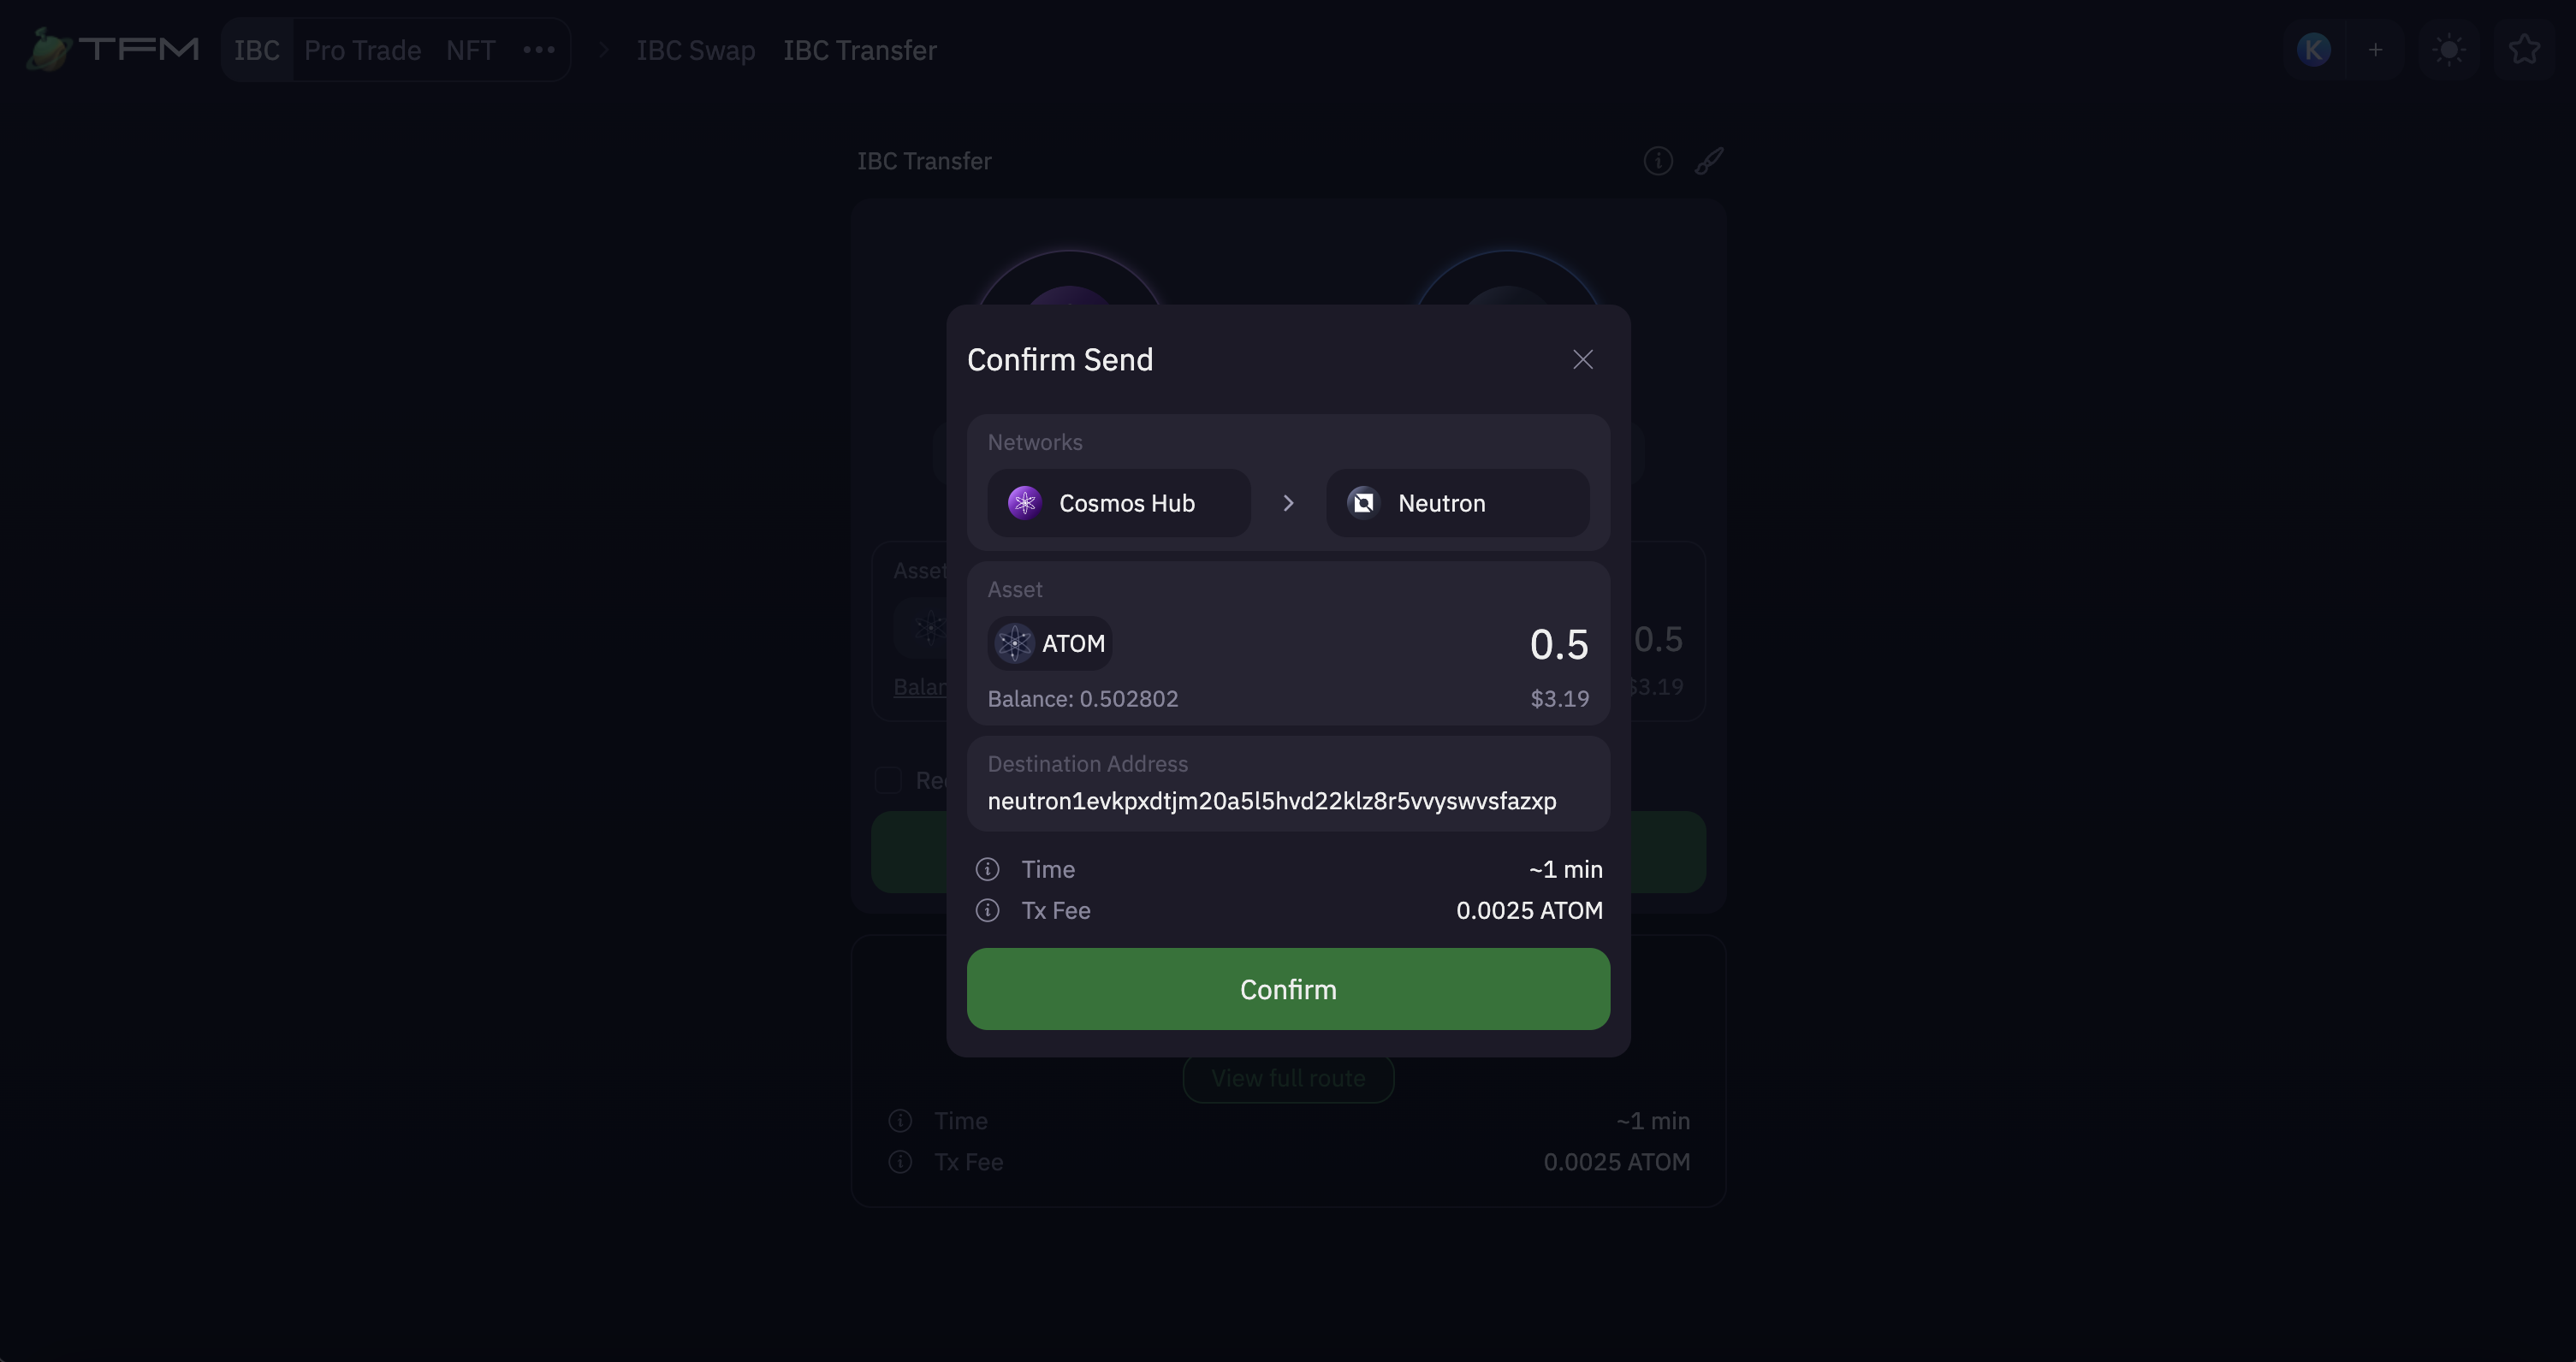 TFM IBC Pro Trade NFT ••• > IBC Swap IBC Transfer K +
IBC Transfer
Confirm Send
Networks
Cosmos Hub > Neutron
Asset
Asset
ATOM 0.5
0.5
Balance: 0.502802 $3.19
$3.19
Destination Address
neutron1evkpxdtjm20a5l5hvd22klz8r5vvyswvsfazxp
Time ~1 min
Tx Fee 0.0025 ATOM
Confirm
View full route
Time ~1 min
Tx Fee 0.0025 ATOM